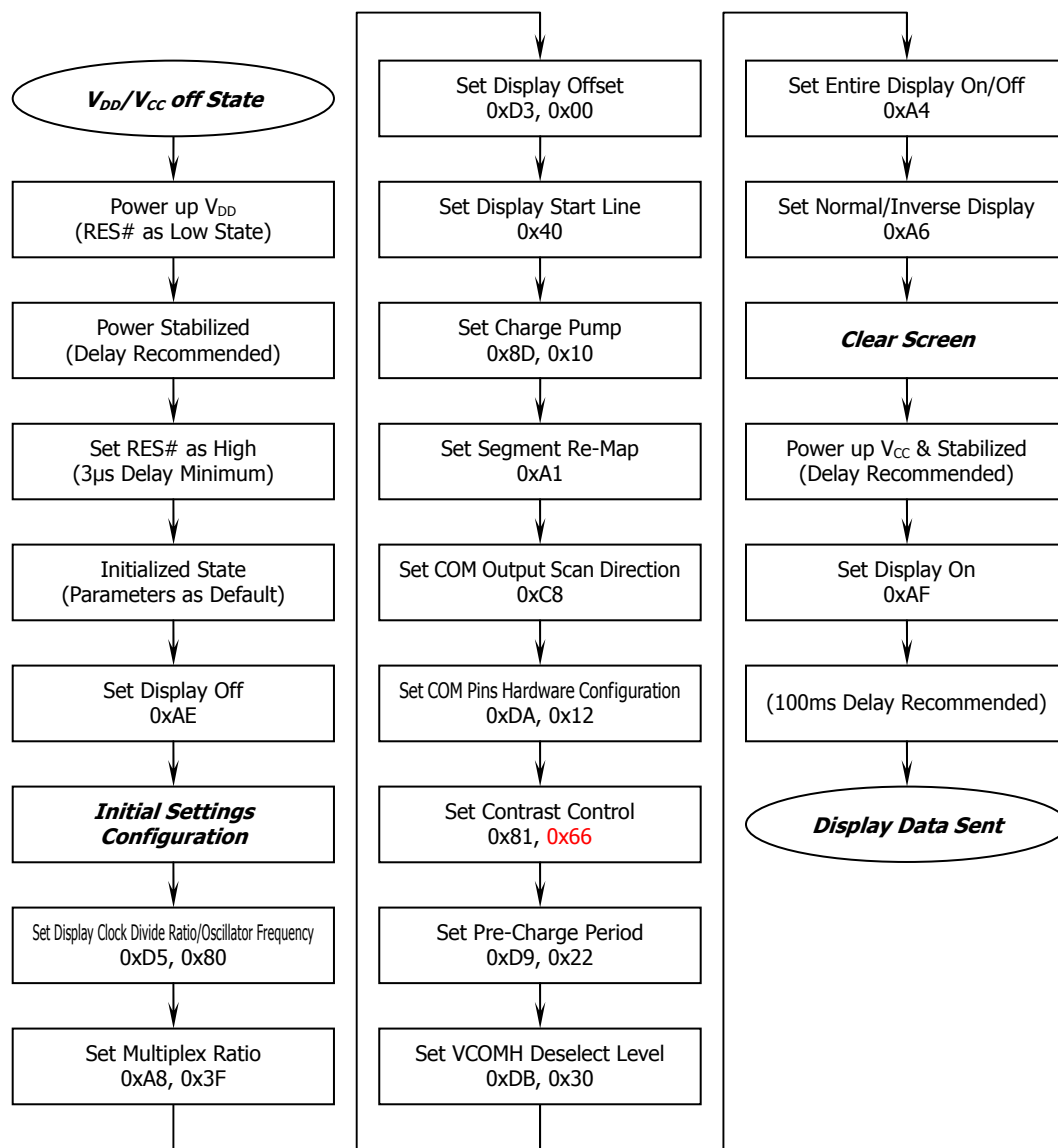 V_DD/V_CC off State
Power up V_DD
(RES# as Low State)
Power Stabilized
(Delay Recommended)
Set RES# as High
(3μs Delay Minimum)
Initialized State
(Parameters as Default)
Set Display Off
0xAE
Initial Settings
Configuration
Set Display Clock Divide Ratio/Oscillator Frequency
0xD5, 0x80
Set Multiplex Ratio
0xA8, 0x3F
Set Display Offset
0xD3, 0x00
Set Display Start Line
0x40
Set Charge Pump
0x8D, 0x10
Set Segment Re-Map
0xA1
Set COM Output Scan Direction
0xC8
Set COM Pins Hardware Configuration
0xDA, 0x12
Set Contrast Control
0x81, 0x66
Set Pre-Charge Period
0xD9, 0x22
Set VCOMH Deselect Level
0xDB, 0x30
Set Entire Display On/Off
0xA4
Set Normal/Inverse Display
0xA6
Clear Screen
Power up V_CC & Stabilized
(Delay Recommended)
Set Display On
0xAF
(100ms Delay Recommended)
Display Data Sent